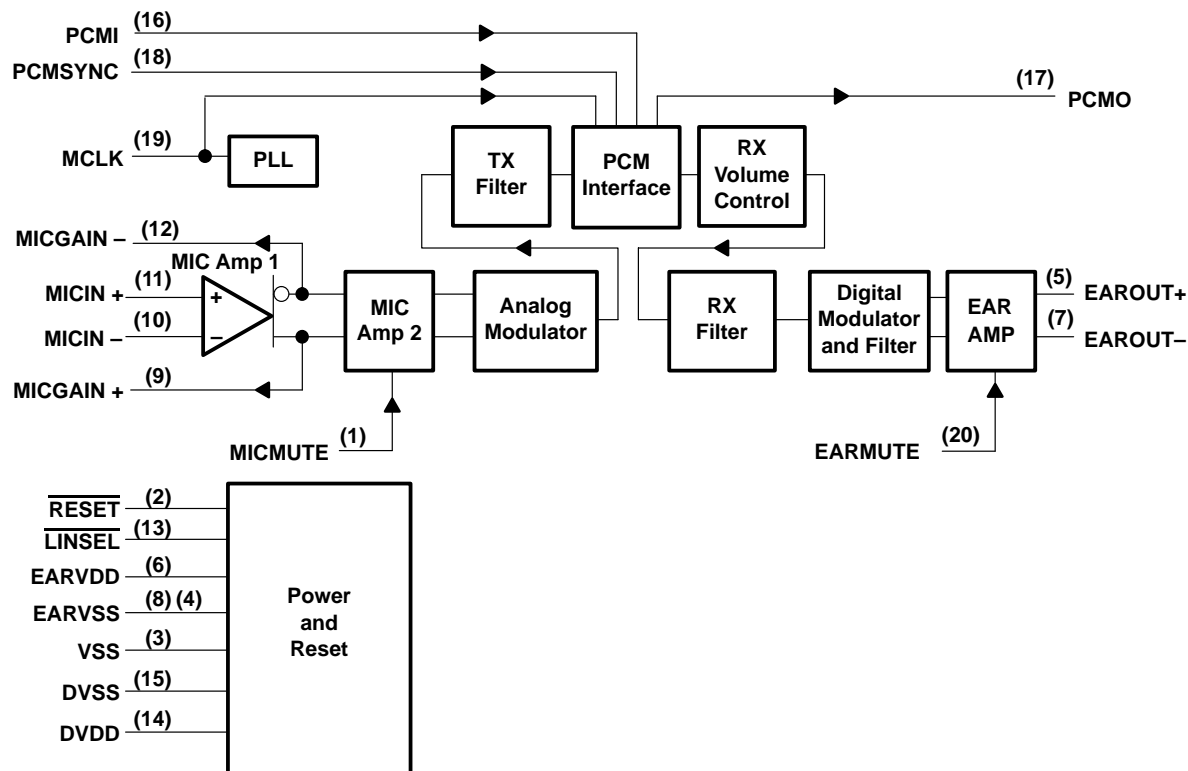 PCMI (16)
PCMSYNC (18)
(17) PCMO
MCLK (19)
PLL
TX
Filter
PCM
Interface
RX
Volume
Control
MICGAIN – (12)
MIC Amp 1
MICIN + (11)
+
MICIN – (10)
–
MICGAIN + (9)
MIC
Amp 2
Analog
Modulator
RX
Filter
Digital
Modulator
and Filter
EAR
AMP
(5) EAROUT+
(7) EAROUT–
MICMUTE (1)
EARMUTE (20)
RESET (2)
LINSEL (13)
EARVDD (6)
EARVSS (8) (4)
VSS (3)
DVSS (15)
DVDD (14)
Power
and
Reset